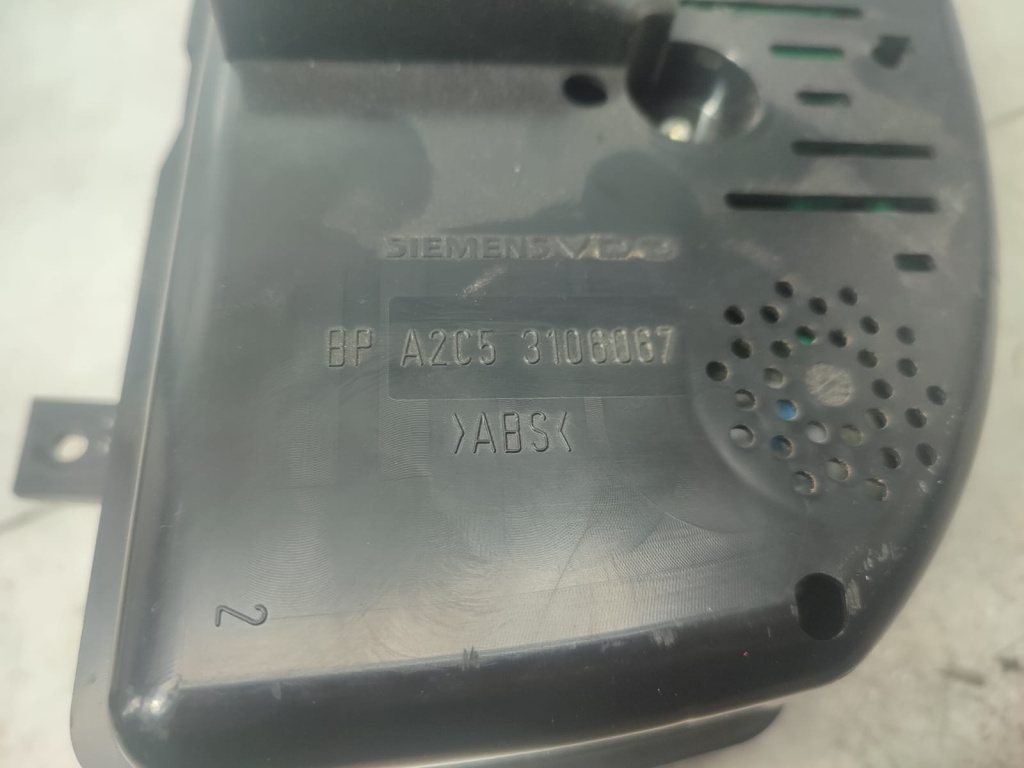 SIEMENS VDO
BP A2C5 3106067
>ABS<
2